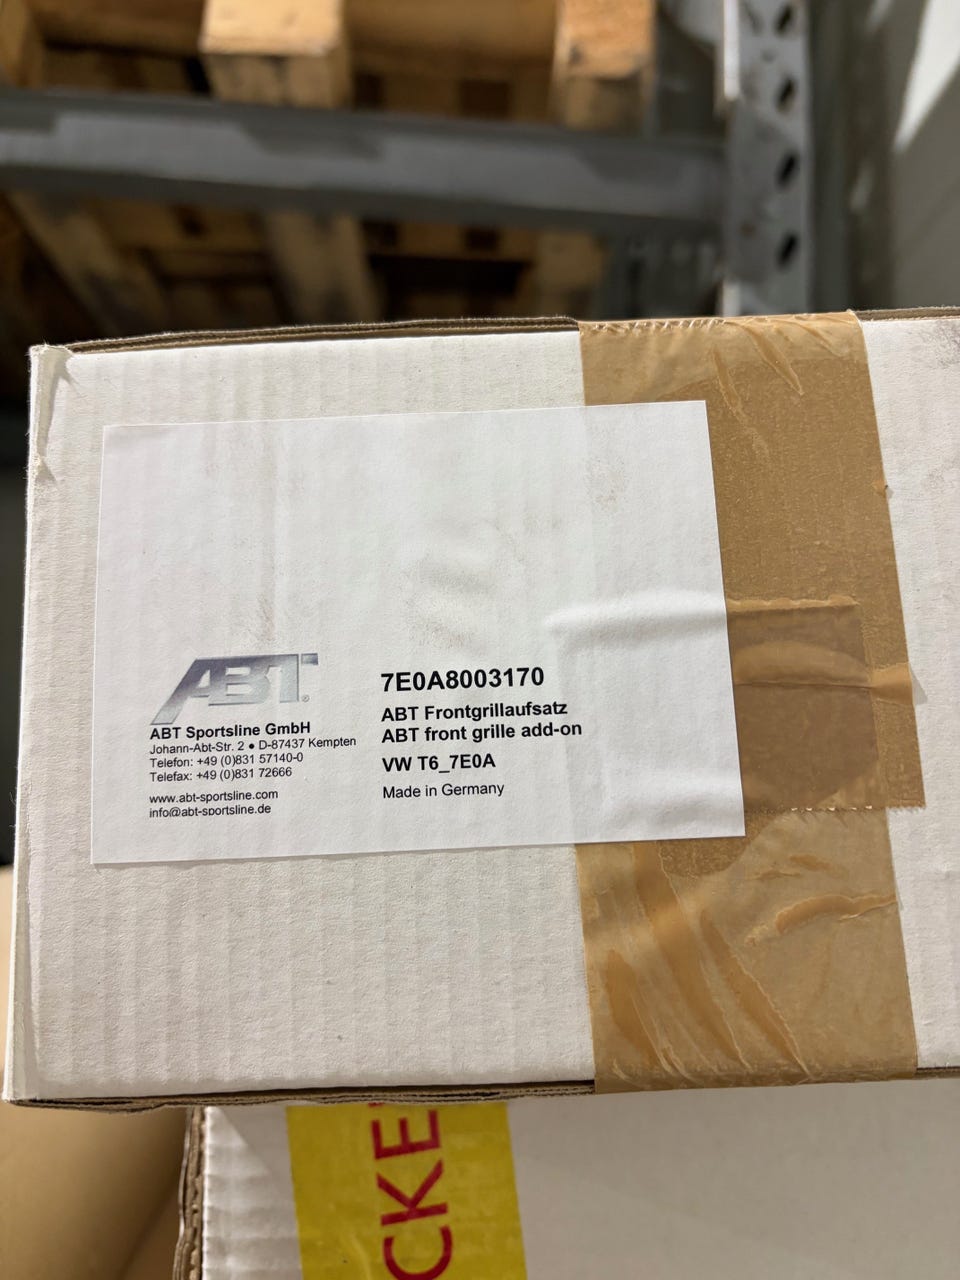 ABT
ABT Sportsline GmbH
Johann-Abt-Str. 2 • D-87437 Kempten
Telefon: +49 (0)831 57140-0
Telefax: +49 (0)831 72666
www.abt-sportsline.com
info@abt-sportsline.de
7E0A8003170
ABT Frontgrillaufsatz
ABT front grille add-on
VW T6_7E0A
Made in Germany
CKE